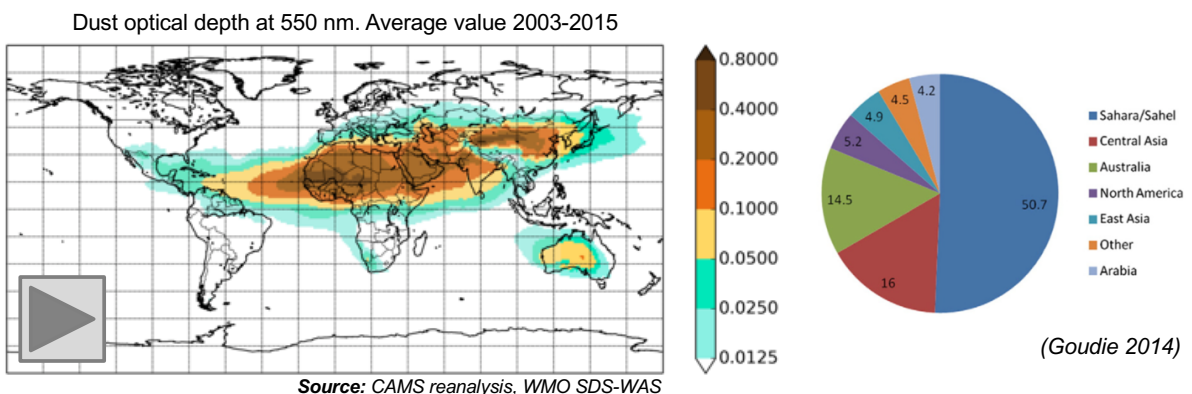 Dust optical depth at 550 nm. Average value 2003-2015
0.8000
0.4000
0.2000
0.1000
0.0500
0.0250
0.0125
Source: CAMS reanalysis, WMO SDS-WAS
4.2
4.5
4.9
5.2
14.5
16
50.7
Sahara/Sahel
Central Asia
Australia
North America
East Asia
Other
Arabia
(Goudie 2014)